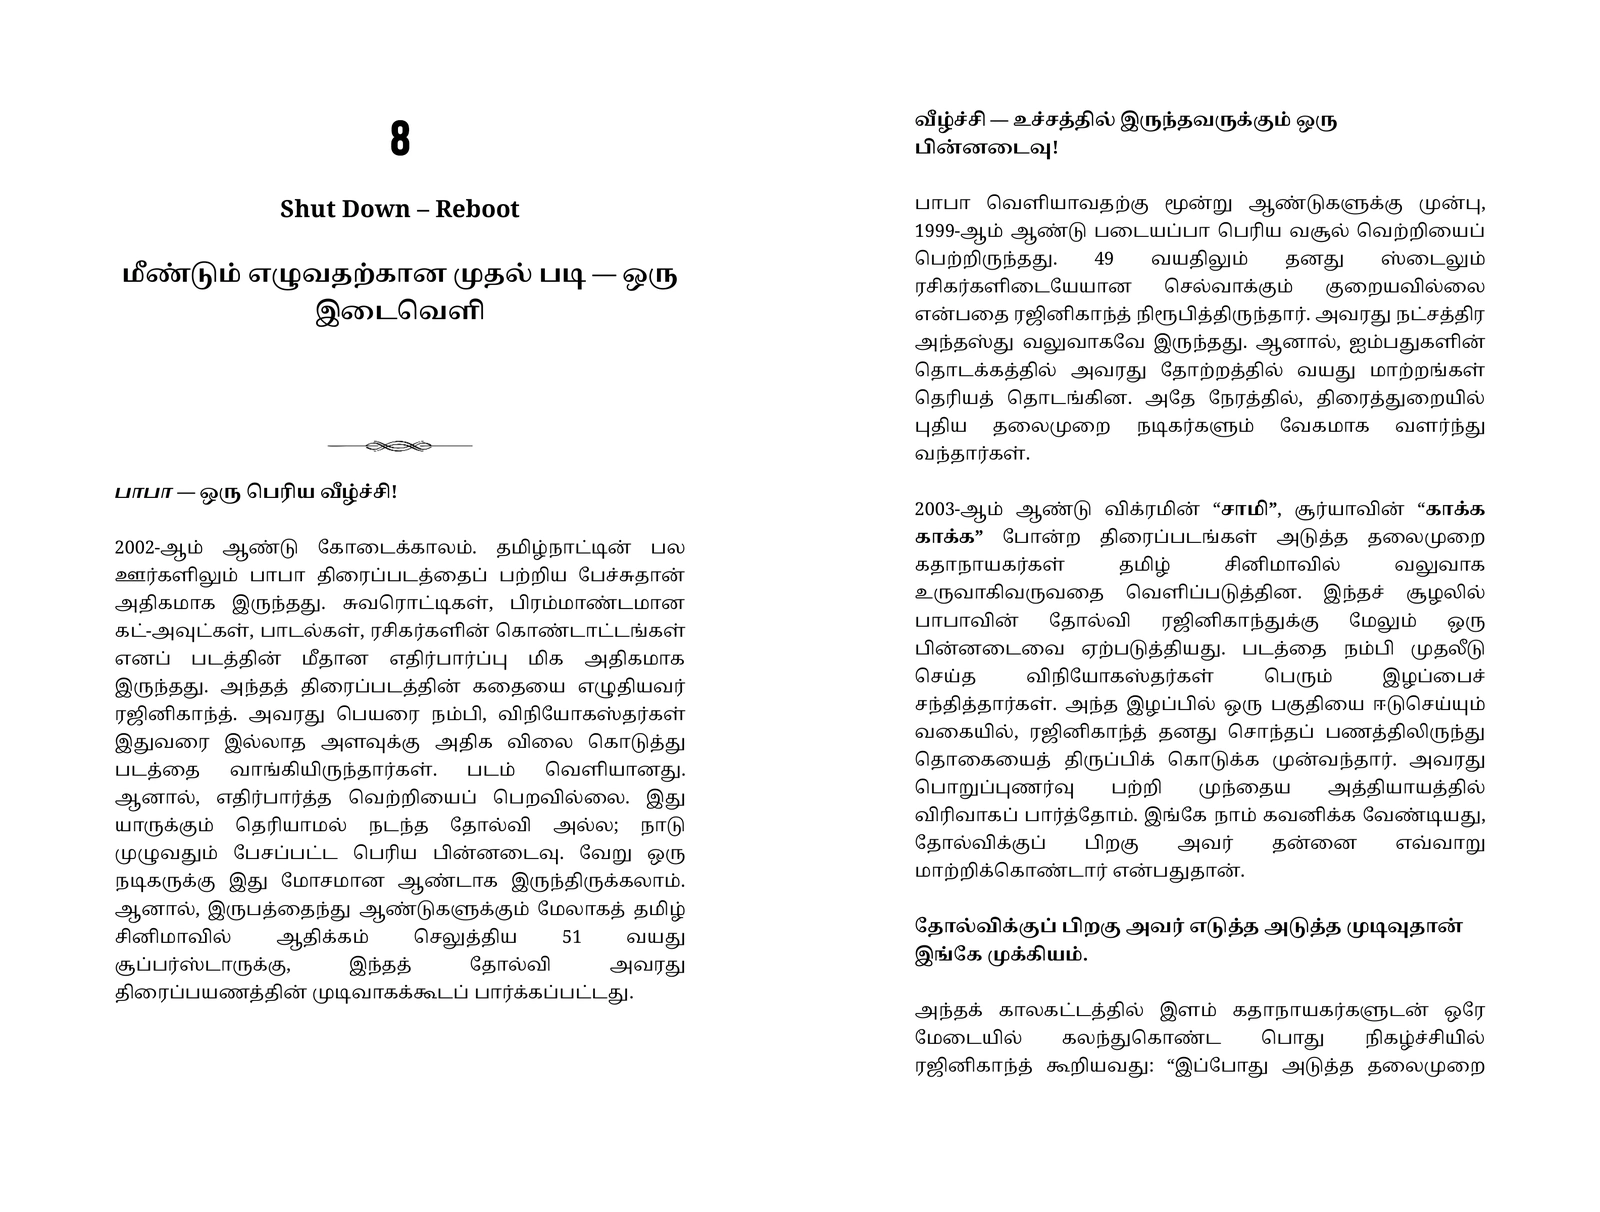 8
Shut Down – Reboot
மீண்டும் எழுவதற்கான முதல் படி — ஒரு
இடைவெளி
பாபா — ஒரு பெரிய வீழ்ச்சி!
2002-ஆம் ஆண்டு கோடைக்காலம். தமிழ்நாட்டின் பல
ஊர்களிலும் பாபா திரைப்படத்தைப் பற்றிய பேச்சுதான்
அதிகமாக இருந்தது. சுவரொட்டிகள், பிரம்மாண்டமான
கட்-அவுட்கள், பாடல்கள், ரசிகர்களின் கொண்டாட்டங்கள்
எனப் படத்தின் மீதான எதிர்பார்ப்பு மிக அதிகமாக
இருந்தது. அந்தத் திரைப்படத்தின் கதையை எழுதியவர்
ரஜினிகாந்த். அவரது பெயரை நம்பி, விநியோகஸ்தர்கள்
இதுவரை இல்லாத அளவுக்கு அதிக விலை கொடுத்து
படத்தை வாங்கியிருந்தார்கள். படம் வெளியானது.
ஆனால், எதிர்பார்த்த வெற்றியைப் பெறவில்லை. இது
யாருக்கும் தெரியாமல் நடந்த தோல்வி அல்ல; நாடு
முழுவதும் பேசப்பட்ட பெரிய பின்னடைவு. வேறு ஒரு
நடிகருக்கு இது மோசமான ஆண்டாக இருந்திருக்கலாம்.
ஆனால், இருபத்தைந்து ஆண்டுகளுக்கும் மேலாகத் தமிழ்
சினிமாவில் ஆதிக்கம் செலுத்திய 51 வயது
சூப்பர்ஸ்டாருக்கு, இந்தத் தோல்வி அவரது
திரைப்பயணத்தின் முடிவாகக்கூடப் பார்க்கப்பட்டது.
வீழ்ச்சி — உச்சத்தில் இருந்தவருக்கும் ஒரு
பின்னடைவு!
பாபா வெளியாவதற்கு மூன்று ஆண்டுகளுக்கு முன்பு,
1999-ஆம் ஆண்டு படையப்பா பெரிய வசூல் வெற்றியைப்
பெற்றிருந்தது. 49 வயதிலும் தனது ஸ்டைலும்
ரசிகர்களிடையேயான செல்வாக்கும் குறையவில்லை
என்பதை ரஜினிகாந்த் நிரூபித்திருந்தார். அவரது நட்சத்திர
அந்தஸ்து வலுவாகவே இருந்தது. ஆனால், ஐம்பதுகளின்
தொடக்கத்தில் அவரது தோற்றத்தில் வயது மாற்றங்கள்
தெரியத் தொடங்கின. அதே நேரத்தில், திரைத்துறையில்
புதிய தலைமுறை நடிகர்களும் வேகமாக வளர்ந்து
வந்தார்கள்.
2003-ஆம் ஆண்டு விக்ரமின் “சாமி”, சூர்யாவின் “காக்க
காக்க” போன்ற திரைப்படங்கள் அடுத்த தலைமுறை
கதாநாயகர்கள் தமிழ் சினிமாவில் வலுவாக
உருவாகிவருவதை வெளிப்படுத்தின. இந்தச் சூழலில்
பாபாவின் தோல்வி ரஜினிகாந்துக்கு மேலும் ஒரு
பின்னடைவை ஏற்படுத்தியது. படத்தை நம்பி முதலீடு
செய்த விநியோகஸ்தர்கள் பெரும் இழப்பைச்
சந்தித்தார்கள். அந்த இழப்பில் ஒரு பகுதியை ஈடுசெய்யும்
வகையில், ரஜினிகாந்த் தனது சொந்தப் பணத்திலிருந்து
தொகையைத் திருப்பிக் கொடுக்க முன்வந்தார். அவரது
பொறுப்புணர்வு பற்றி முந்தைய அத்தியாயத்தில்
விரிவாகப் பார்த்தோம். இங்கே நாம் கவனிக்க வேண்டியது,
தோல்விக்குப் பிறகு அவர் தன்னை எவ்வாறு
மாற்றிக்கொண்டார் என்பதுதான்.
தோல்விக்குப் பிறகு அவர் எடுத்த அடுத்த முடிவுதான்
இங்கே முக்கியம்.
அந்தக் காலகட்டத்தில் இளம் கதாநாயகர்களுடன் ஒரே
மேடையில் கலந்துகொண்ட பொது நிகழ்ச்சியில்
ரஜினிகாந்த் கூறியவது: “இப்போது அடுத்த தலைமுறை